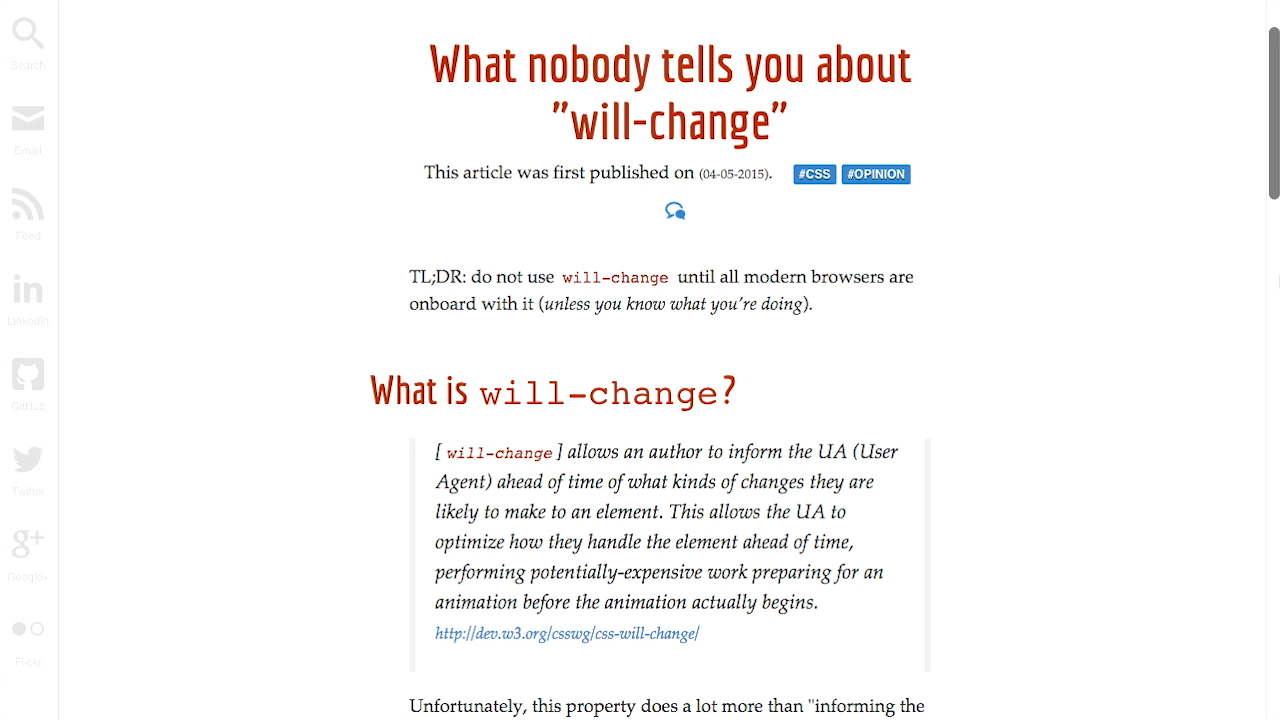 Search
Email
Feed
LinkedIn
GitHub
Twitter
g+
Google+
Flickr
What nobody tells you about
"will-change"
This article was first published on (04-05-2015). #CSS #OPINION
TL;DR: do not use will-change until all modern browsers are
onboard with it (unless you know what you're doing).
What is will-change?
[ will-change ] allows an author to inform the UA (User
Agent) ahead of time of what kinds of changes they are
likely to make to an element. This allows the UA to
optimize how they handle the element ahead of time,
performing potentially-expensive work preparing for an
animation before the animation actually begins.
http://dev.w3.org/csswg/css-will-change/
Unfortunately, this property does a lot more than "informing the